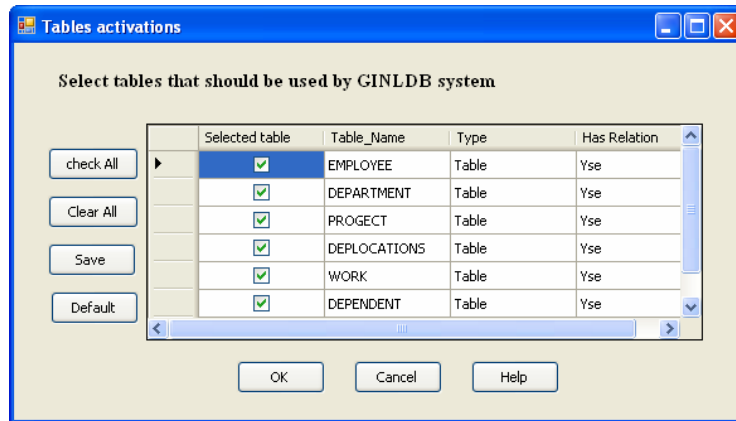 Tables activations
Select tables that should be used by GINLDB system
Selected table Table_Name Type Has Relation
check All
EMPLOYEE Table Yse
DEPARTMENT Table Yse
Clear All
PROGECT Table Yse
DEPLOCATIONS Table Yse
Save
WORK Table Yse
Default
DEPENDENT Table Yse
OK Cancel Help